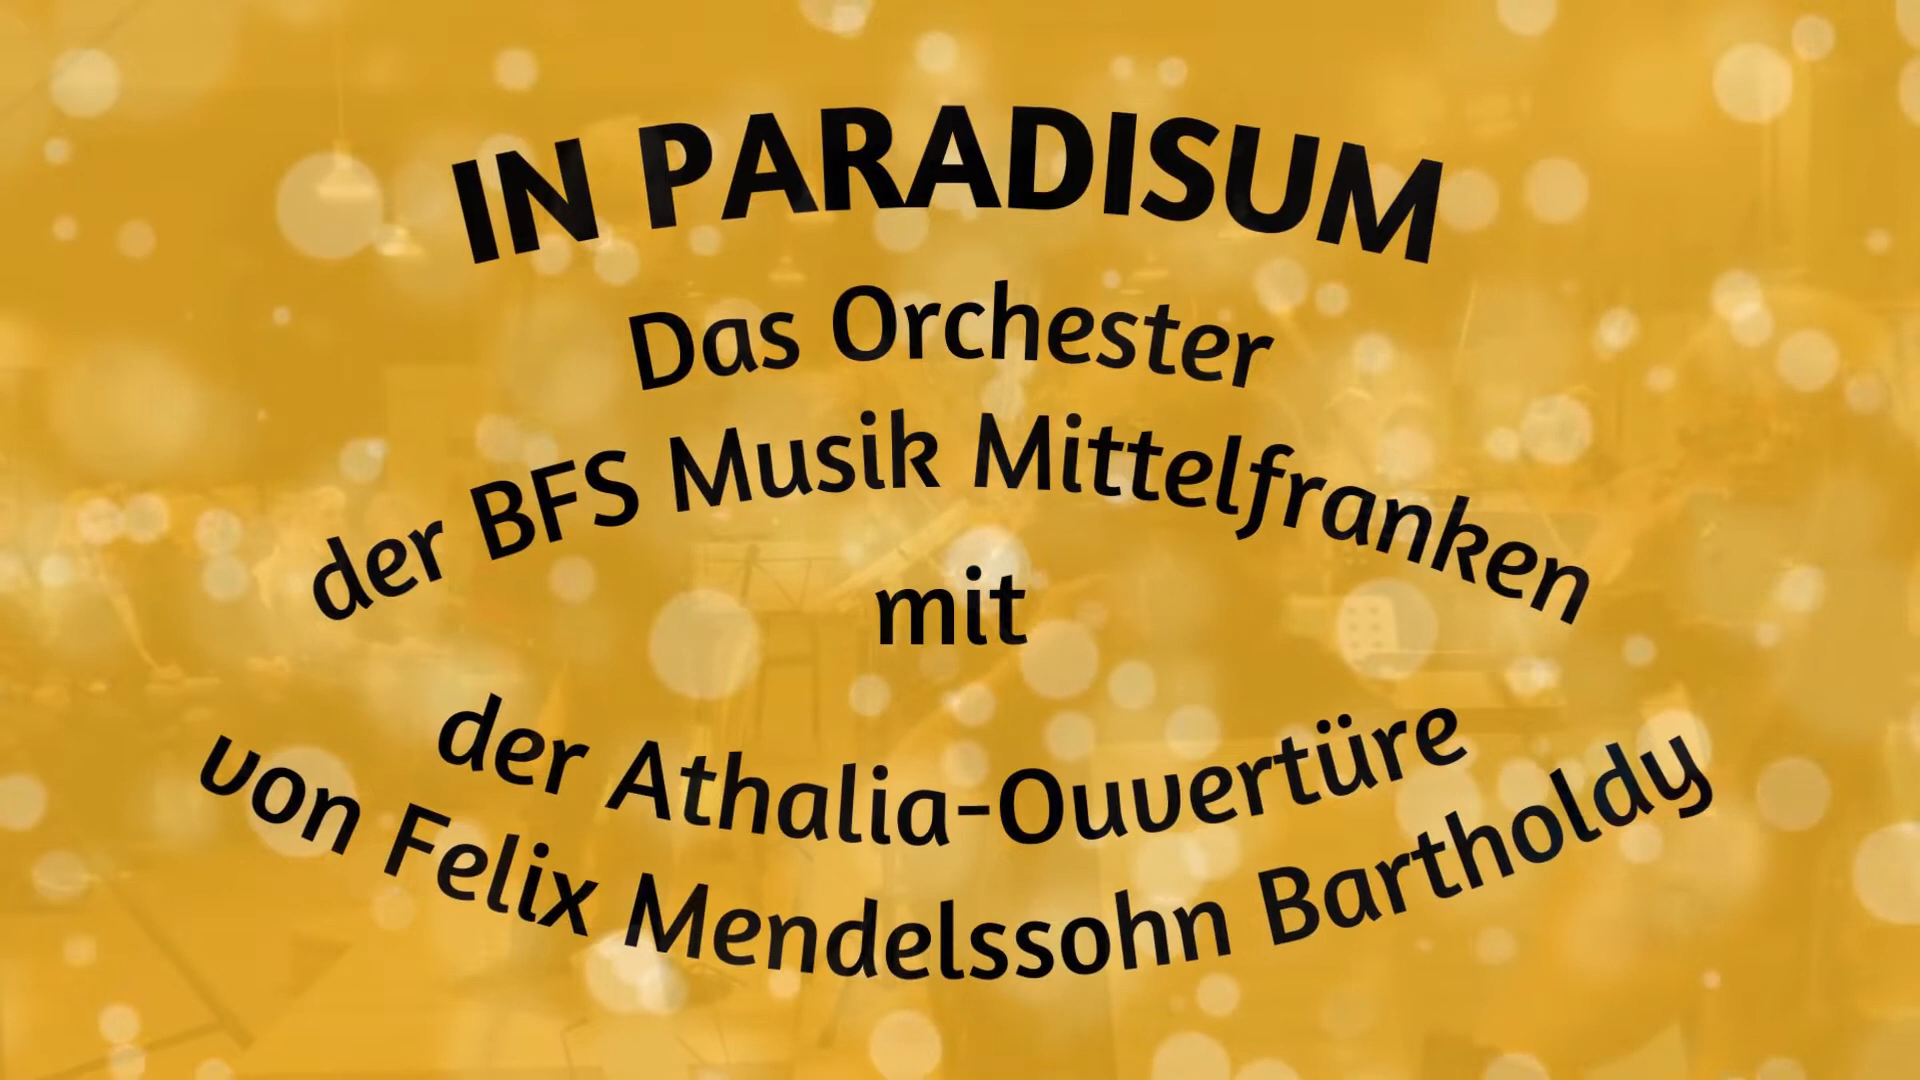 IN PARADISUM
Das Orchester
der BFS Musik Mittelfranken
mit
der Athalia-Ouvertüre
von Felix Mendelssohn Bartholdy